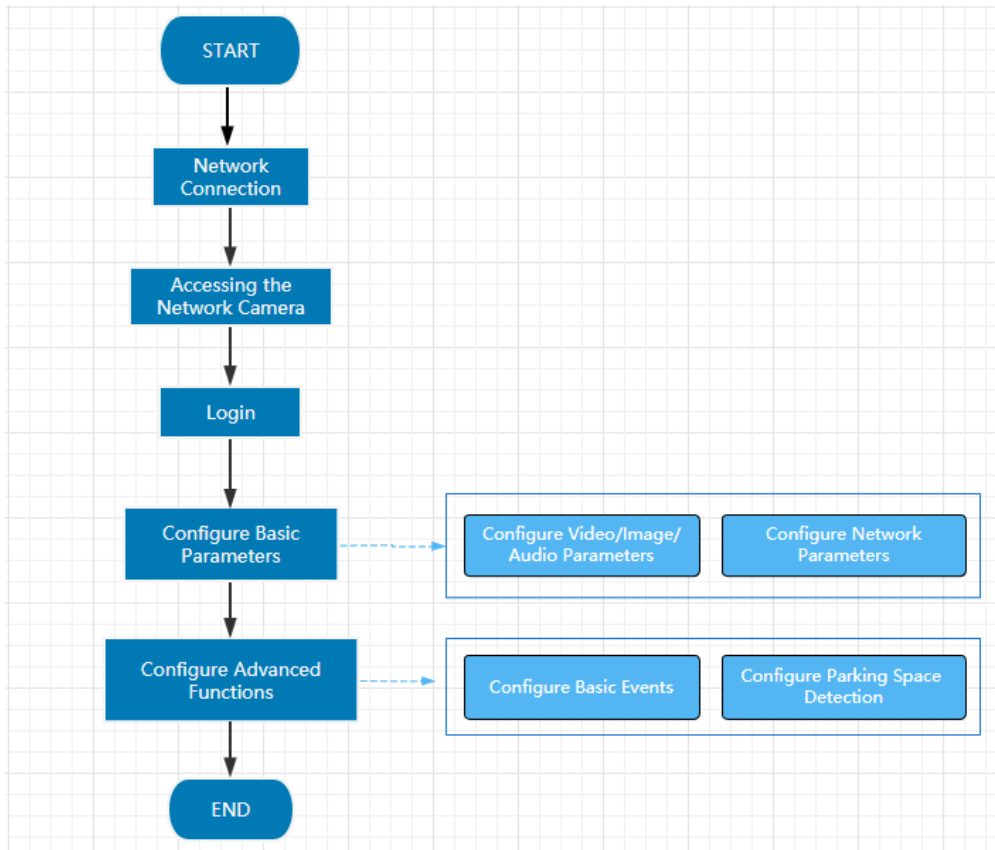 START
Network
Connection
Accessing the
Network Camera
Login
Configure Basic
Parameters
Configure Video/Image/
Audio Parameters
Configure Network
Parameters
Configure Advanced
Functions
Configure Basic Events
Configure Parking Space
Detection
END